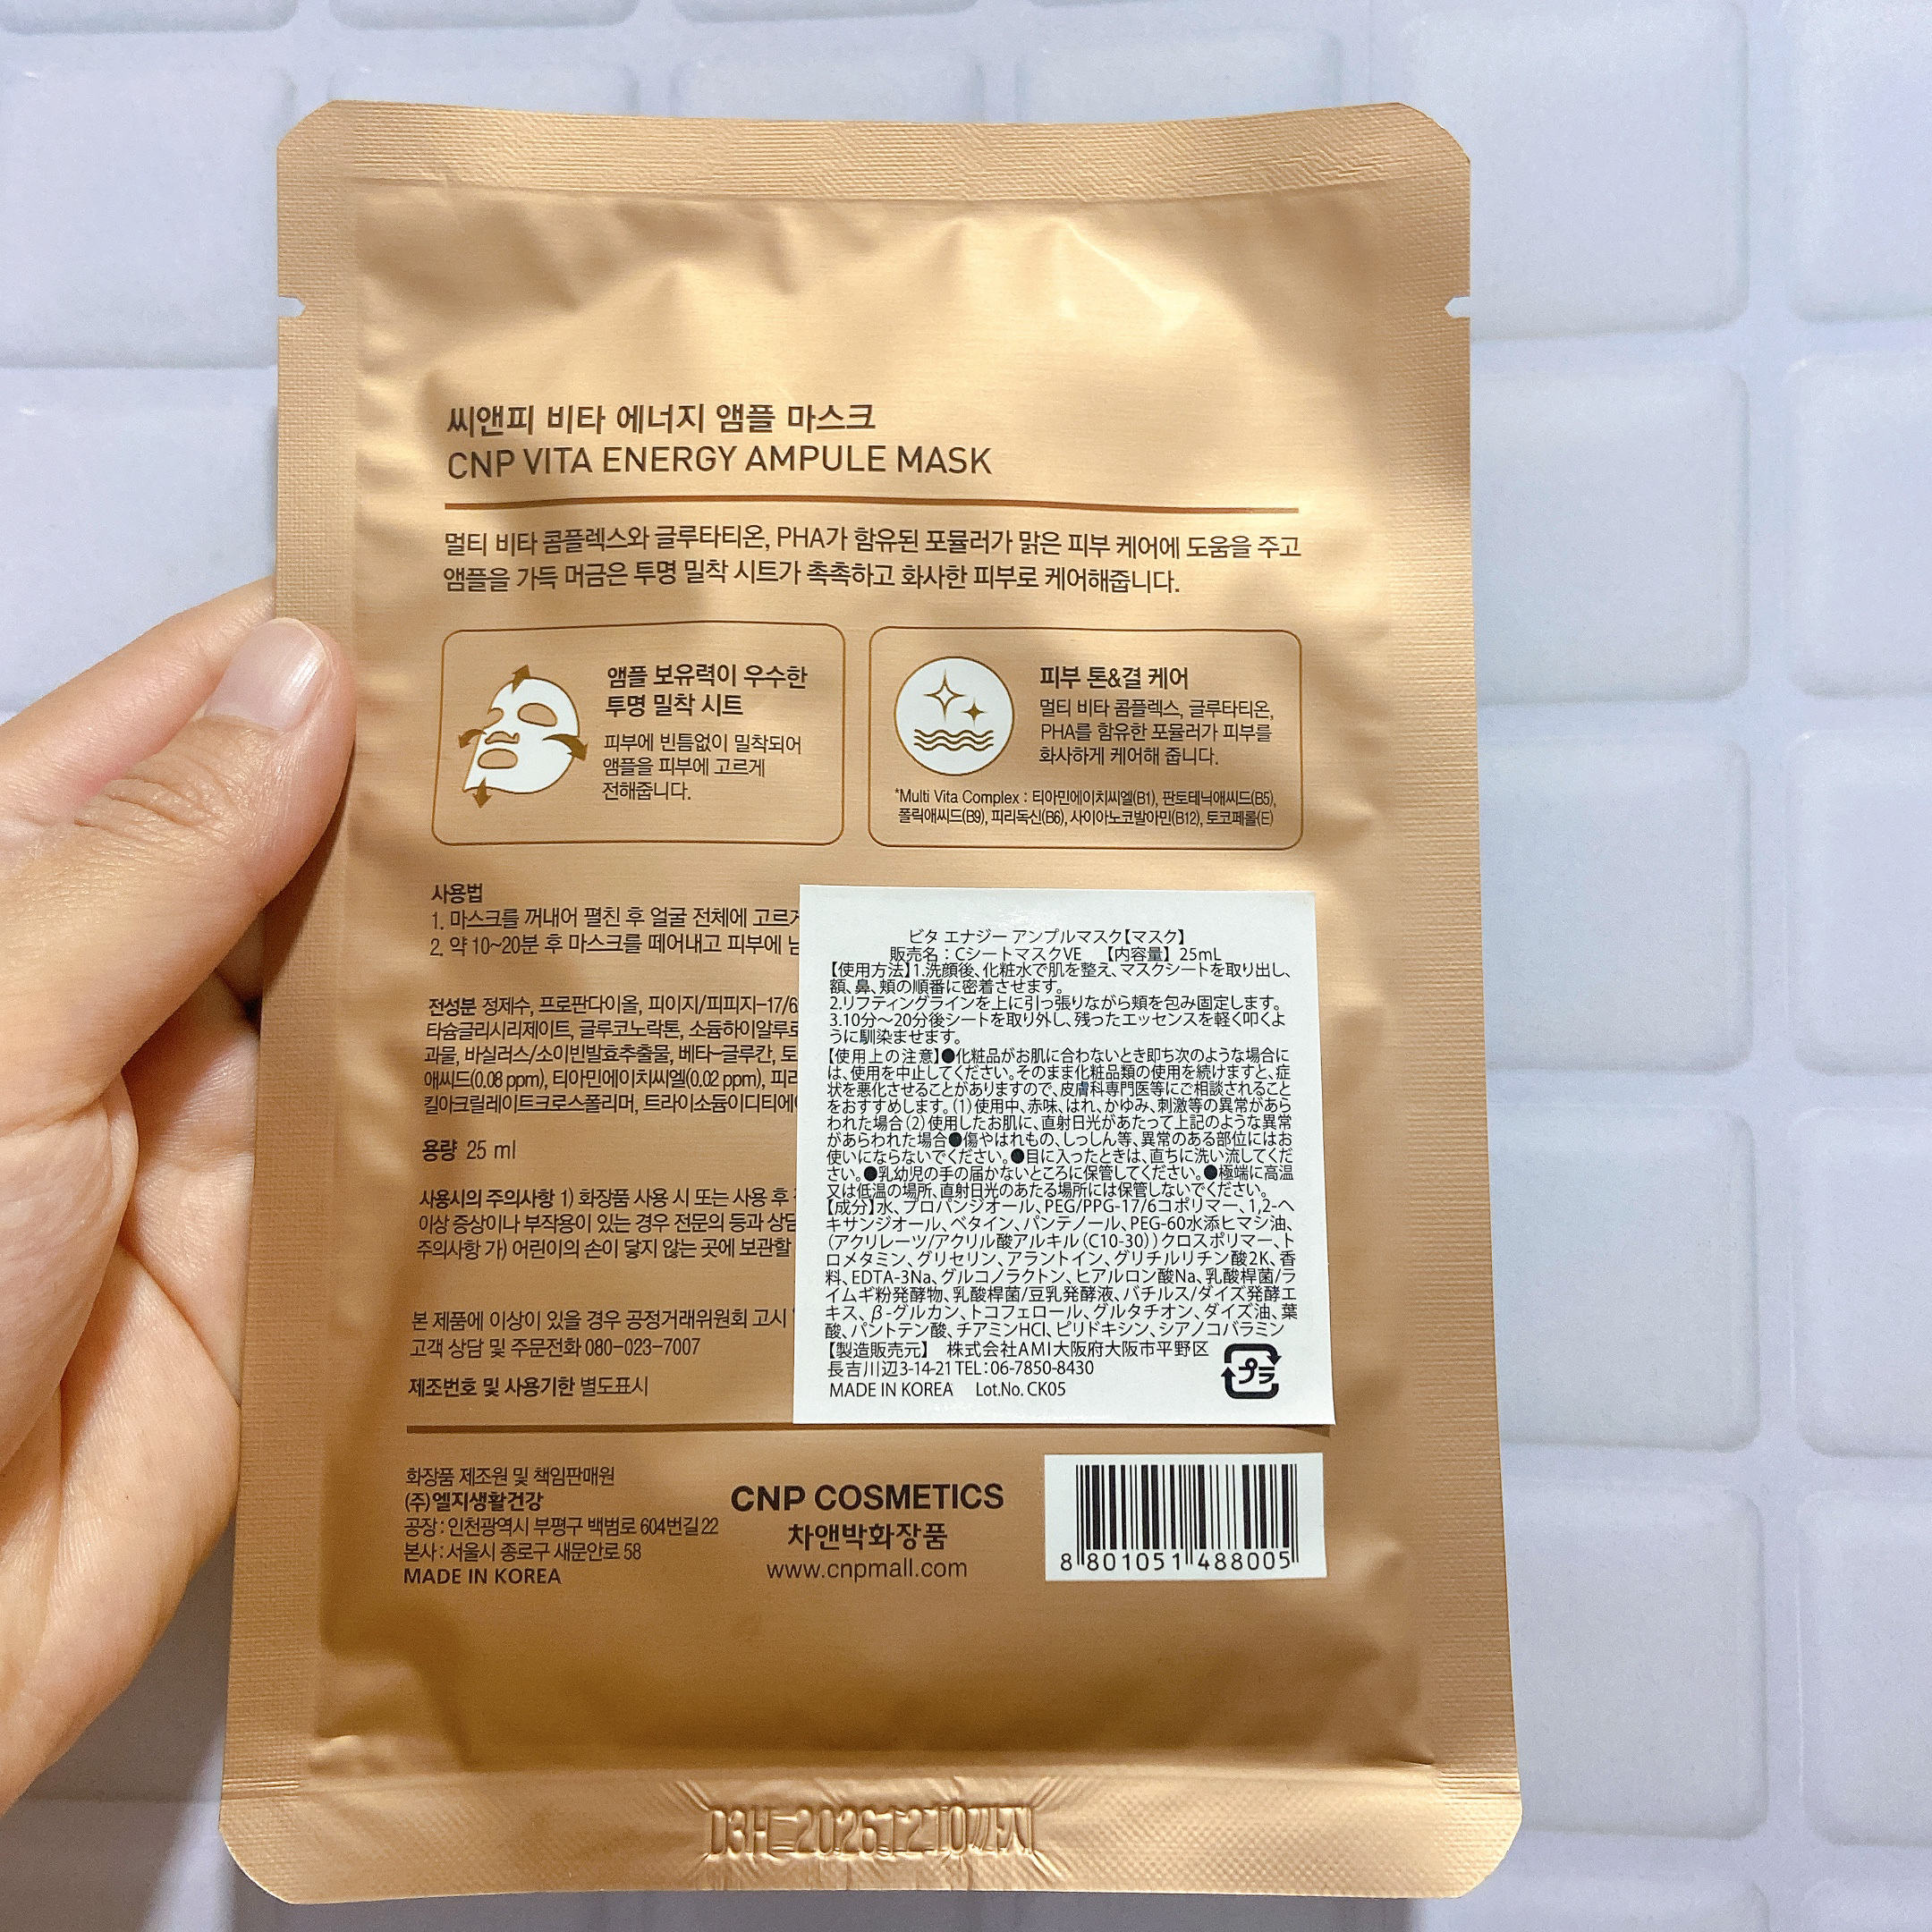 씨앤피 비타 에너지 앰플 마스크
CNP VITA ENERGY AMPULE MASK
멀티 비타 콤플렉스와 글루타티온, PHA가 함유된 포뮬러가 맑은 피부 케어에 도움을 주고
앰플을 가득 머금은 투명 밀착 시트가 촉촉하고 화사한 피부로 케어해줍니다.
앰플 보유력이 우수한
투명 밀착 시트
피부에 빈틈없이 밀착되어
앰플을 피부에 고르게
전해줍니다.
피부 톤&결 케어
멀티 비타 콤플렉스, 글루타티온,
PHA를 함유한 포뮬러가 피부를
화사하게 케어해 줍니다.
*Multi Vita Complex : 티아민에이치씨엘(B1), 판토테닉애씨드(B5),
폴릭애씨드(B9), 피리독신(B6), 사이아노코발아민(B12), 토코페롤(E)
사용법
1. 마스크를 꺼내어 펼친 후 얼굴 전체에 고르
2. 약 10~20분 후 마스크를 떼어내고 피부에
전성분 정제수, 프로판다이올, 피이지/피피지-17/6
타슘글리시리제이트, 글루코노락톤, 소듐하이알루
과물, 바실러스/소이빈발효추출물, 베타-글루칸,
애씨드(0.08 ppm), 티아민에이치씨엘(0.02 ppm), 피
킬아크릴레이트크로스폴리머, 트라이소듐이디티에이
용량 25 ml
사용시의 주의사항 1) 화장품 사용 시 또는 사용 후
이상 증상이나 부작용이 있는 경우 전문의 등과 상담
주의사항 가) 어린이의 손이 닿지 않는 곳에 보관할
본 제품에 이상이 있을 경우 공정거래위원회 고시
고객 상담 및 주문전화 080-023-7007
제조번호 및 사용기한 별도표시
ビタ エナジー アンプルマスク【マスク】
販売名：CシートマスクVE 【内容量】 25mL
【使用方法】1.洗顔後、化粧水で肌を整え、マスクシートを取り出し、
額、鼻、頬の順番に密着させます。
2.リフティングラインを上に引っ張りながら頬を包み固定します。
3.10分～20分後シートを取り外し、残ったエッセンスを軽く叩くよ
うに馴染ませます。
【使用上の注意】●化粧品がお肌に合わないとき即ち次のような場合に
は、使用を中止してください。そのまま化粧品類の使用を続けますと、症
状を悪化させることがありますので、皮膚科専門医等にご相談されること
をおすすめします。(1)使用中、赤味、はれ、かゆみ、刺激等の異常があら
われた場合(2)使用したお肌に、直射日光があたって上記のような異常
があらわれた場合●傷やはれもの、しっしん等、異常のある部位にはお
使いにならないでください。●目に入ったときは、直ちに洗い流してくだ
さい。●乳幼児の手の届かないところに保管してください。●極端に高温
又は低温の場所、直射日光のあたる場所には保管しないでください。
【成分】水、プロパンジオール、PEG/PPG-17/6コポリマー、1,2-ヘ
キサンジオール、ベタイン、パンテノール、PEG-60水添ヒマシ油、
（アクリレーツ/アクリル酸アルキル(C10-30)）クロスポリマー、ト
ロメタミン、グリセリン、アラントイン、グリチルリチン酸2K、香
料、EDTA-3Na、グルコノラクトン、ヒアルロン酸Na、乳酸桿菌/ラ
イムギ粉発酵物、乳酸桿菌/豆乳発酵液、バチルス/ダイズ発酵エ
キス、β-グルカン、トコフェロール、グルタチオン、ダイズ油、葉
酸、パントテン酸、チアミンHCl、ピリドキシン、シアノコバラミン
【製造販売元】 株式会社AMI大阪府大阪市平野区
長吉川辺3-14-21 TEL：06-7850-8430
MADE IN KOREA Lot.No. CK05
プラ
화장품 제조원 및 책임판매원
(주)엘지생활건강
공장 : 인천광역시 부평구 백범로 604번길 22
본사 : 서울시 종로구 새문안로 58
MADE IN KOREA
CNP COSMETICS
차앤박화장품
www.cnpmall.com
8 801051 488005
D3H 20261210까지